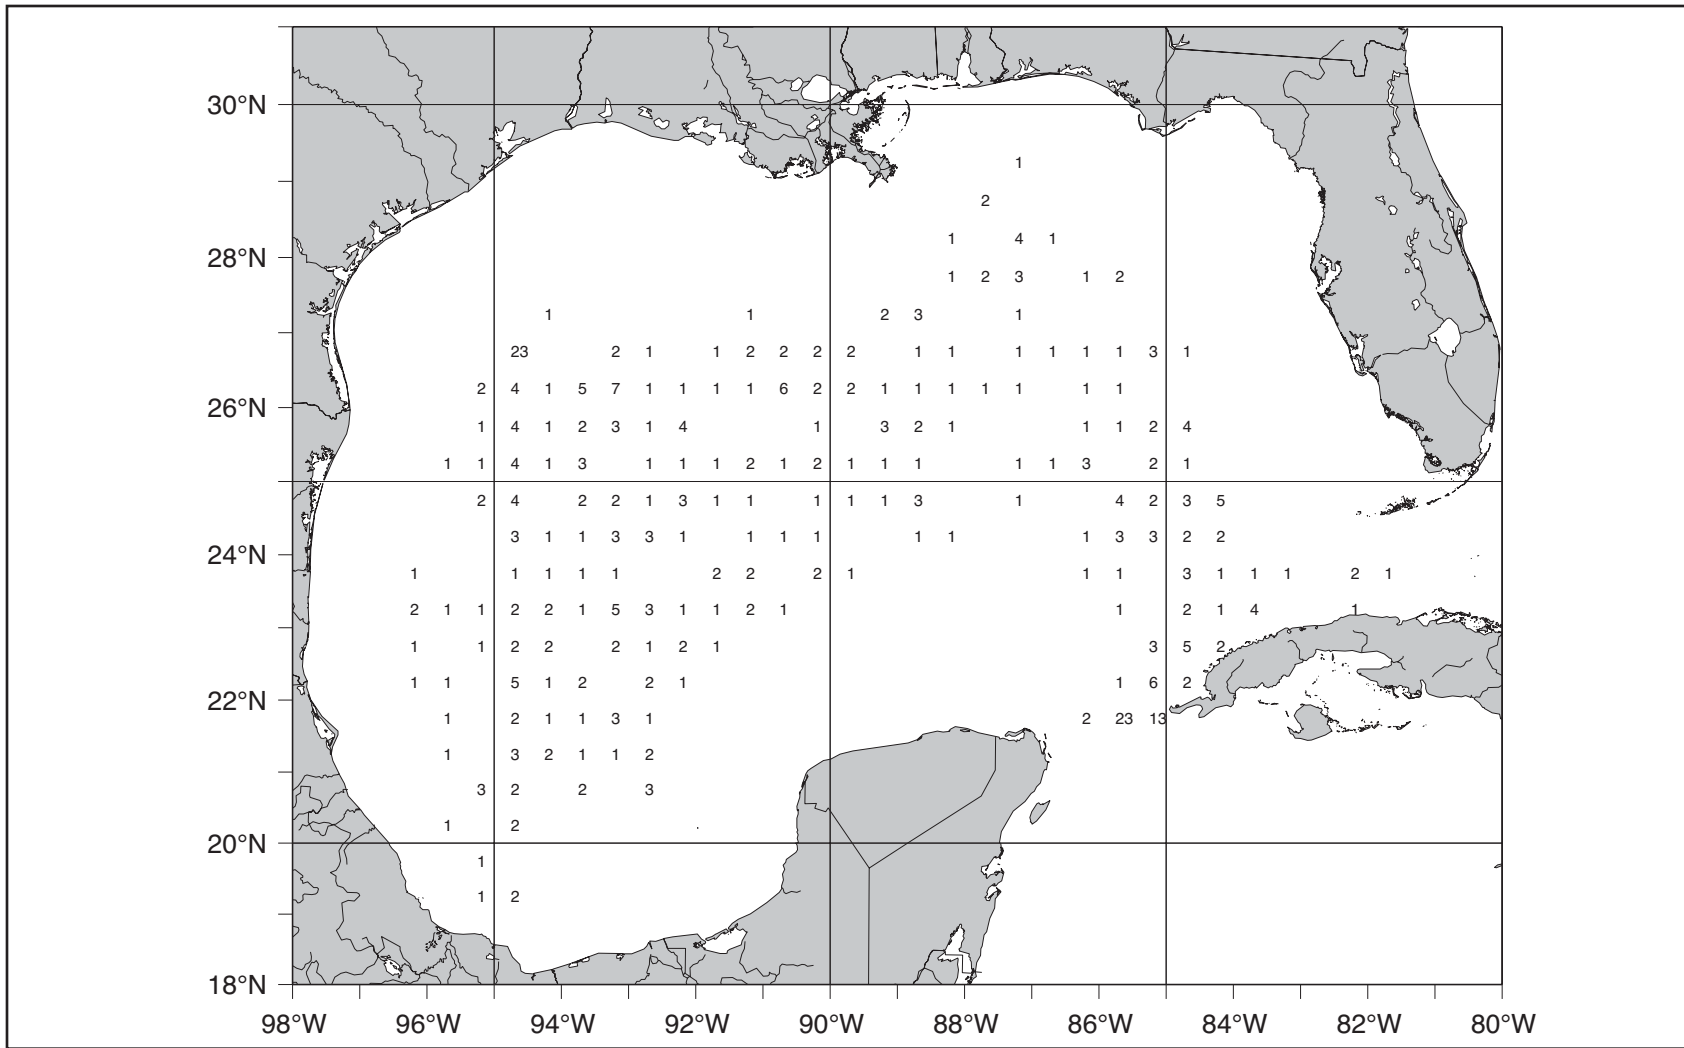 30°N
1
2
1 4 1
28°N
1 2 3 1 2
1 1 2 3 1
23 2 1 1 2 2 2 2 1 1 1 1 1 1 3 1
2 4 1 5 7 1 1 1 1 6 2 2 1 1 1 1 1 1 1
26°N
1 4 1 2 3 1 4 1 3 2 1 1 1 2 4
1 1 4 1 3 1 1 1 2 1 2 1 1 1 1 1 3 2 1
2 4 2 2 1 3 1 1 1 1 1 3 1 4 2 3 5
3 1 1 3 3 1 1 1 1 1 1 1 3 3 2 2
24°N
1 1 1 1 1 2 2 2 1 1 1 3 1 1 1 2 1
2 1 1 2 2 1 5 3 1 1 2 1 1 2 1 4 1
1 1 2 2 2 1 2 1 3 5 2
1 1 5 1 2 2 1 1 6 2
22°N
1 2 1 1 3 1 2 23 13
1 3 2 1 1 2
3 2 2 3
1 2
20°N
1
1 2
18°N
98°W 96°W 94°W 92°W 90°W 88°W 86°W 84°W 82°W 80°W